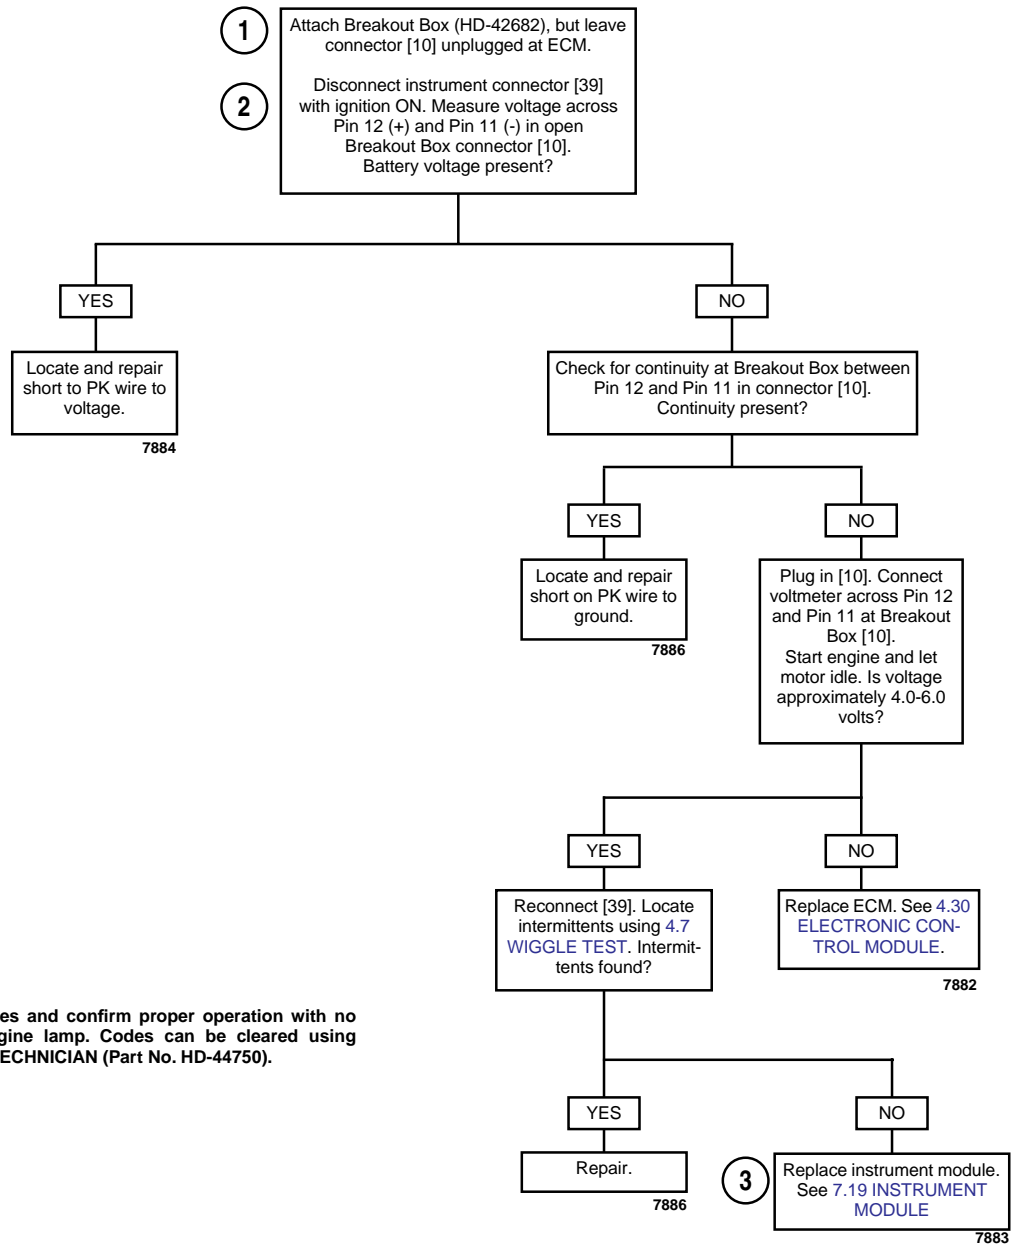 1
Attach Breakout Box (HD-42682), but leave
connector [10] unplugged at ECM.
2
Disconnect instrument connector [39]
with ignition ON. Measure voltage across
Pin 12 (+) and Pin 11 (-) in open
Breakout Box connector [10].
Battery voltage present?
YES
NO
Locate and repair
short to PK wire to
voltage.
7884
Check for continuity at Breakout Box between
Pin 12 and Pin 11 in connector [10].
Continuity present?
YES
NO
Locate and repair
short on PK wire to
ground.
7886
Plug in [10]. Connect
voltmeter across Pin 12
and Pin 11 at Breakout
Box [10].
Start engine and let
motor idle. Is voltage
approximately 4.0-6.0
volts?
YES
NO
Reconnect [39]. Locate
intermittents using 4.7
WIGGLE TEST. Intermit-
tents found?
Replace ECM. See 4.30
ELECTRONIC CON-
TROL MODULE.
7882
es and confirm proper operation with no
gine lamp. Codes can be cleared using
ECHNICIAN (Part No. HD-44750).
YES
NO
Repair.
7886
3
Replace instrument module.
See 7.19 INSTRUMENT
MODULE
7883